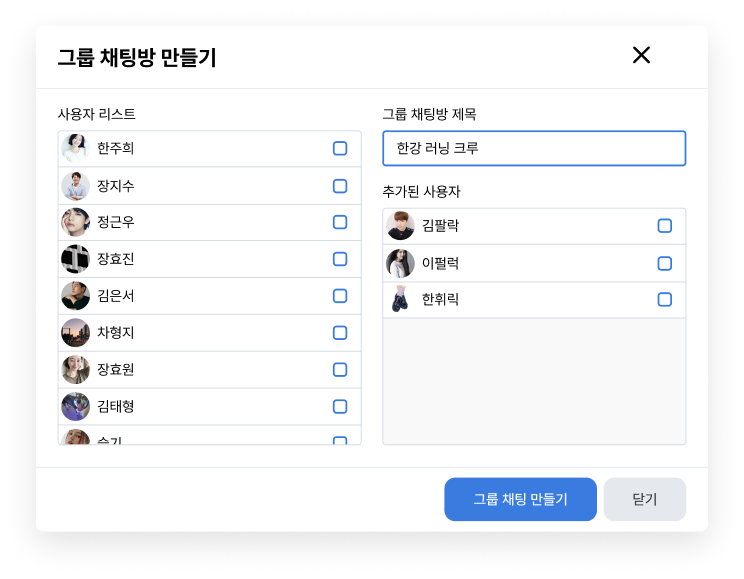 그룹 채팅방 만들기
사용자 리스트
한주희
장지수
정근우
장효진
김은서
차형지
장효원
김태형
슬기
그룹 채팅방 제목
한강 러닝 크루
추가된 사용자
김팔락
이펄럭
한휘릭
그룹 채팅 만들기
닫기